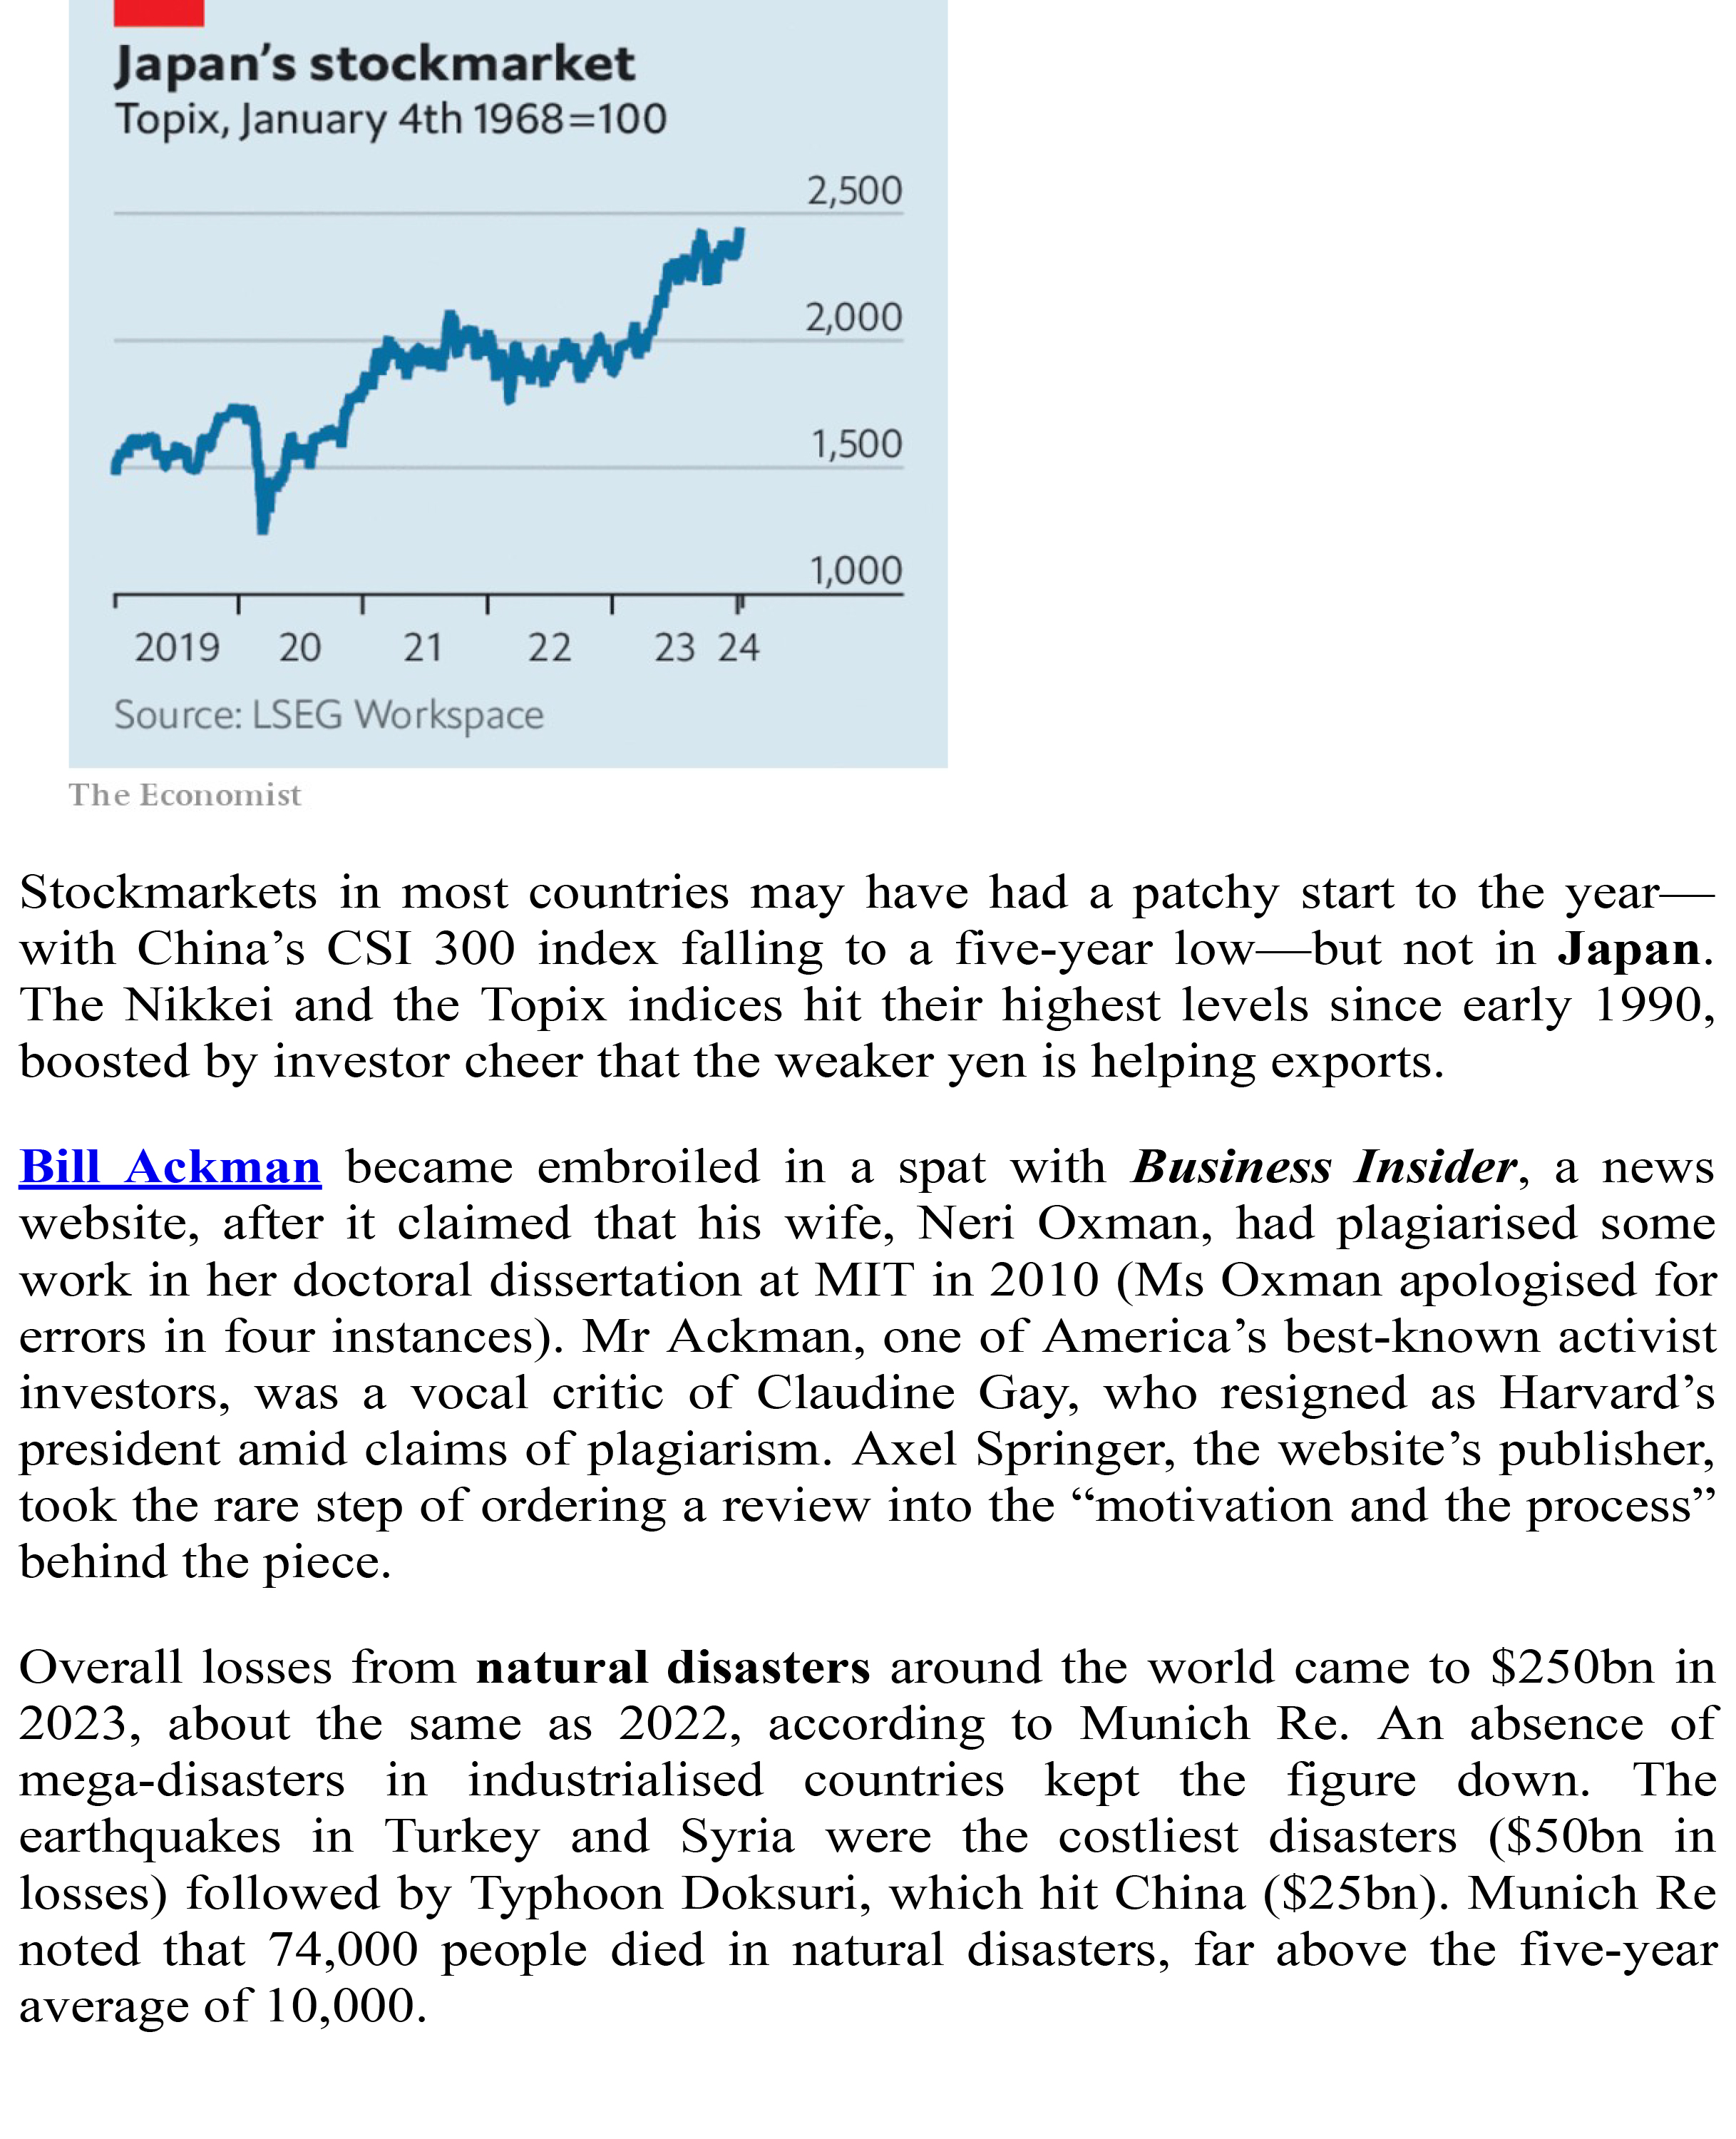 Japan’s stockmarket
Topix, January 4th 1968=100
2,500
2,000
1,500
1,000
2019 20 21 22 23 24
Source: LSEG Workspace
The Economist
Stockmarkets in most countries may have had a patchy start to the year—
with China’s CSI 300 index falling to a five-year low—but not in Japan.
The Nikkei and the Topix indices hit their highest levels since early 1990,
boosted by investor cheer that the weaker yen is helping exports.
Bill Ackman became embroiled in a spat with Business Insider, a news
website, after it claimed that his wife, Neri Oxman, had plagiarised some
work in her doctoral dissertation at MIT in 2010 (Ms Oxman apologised for
errors in four instances). Mr Ackman, one of America’s best-known activist
investors, was a vocal critic of Claudine Gay, who resigned as Harvard’s
president amid claims of plagiarism. Axel Springer, the website’s publisher,
took the rare step of ordering a review into the “motivation and the process”
behind the piece.
Overall losses from natural disasters around the world came to $250bn in
2023, about the same as 2022, according to Munich Re. An absence of
mega-disasters in industrialised countries kept the figure down. The
earthquakes in Turkey and Syria were the costliest disasters ($50bn in
losses) followed by Typhoon Doksuri, which hit China ($25bn). Munich Re
noted that 74,000 people died in natural disasters, far above the five-year
average of 10,000.